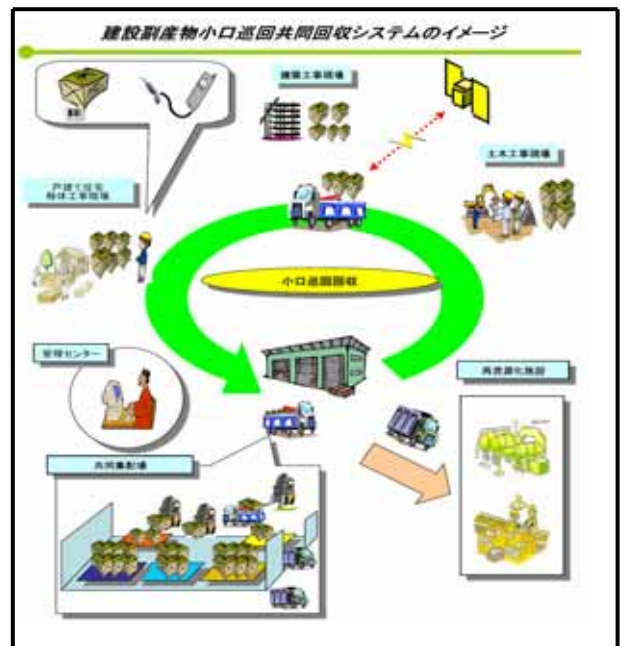 建設副産物小口巡回共同回収システムのイメージ
建築工事現場
土木工事現場
戸建て住宅
解体工事現場
小口巡回回収
管理センター
再資源化施設
共同集配場